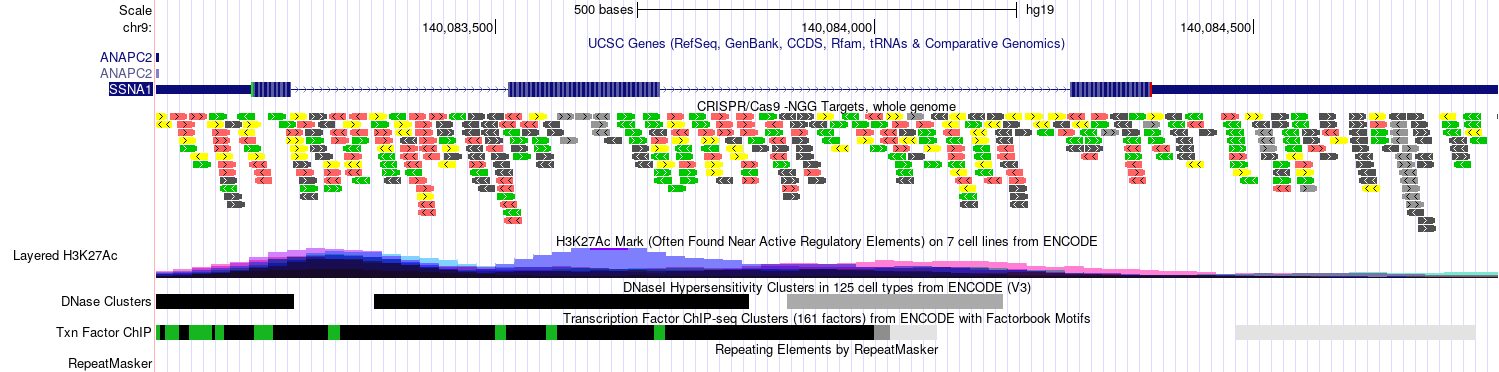 Scale 500 bases hg19
chr9: 140,083,500 140,084,000 140,084,500
UCSC Genes (RefSeq, GenBank, CCDS, Rfam, tRNAs & Comparative Genomics)
ANAPC2
ANAPC2
SSNA1
CRISPR/Cas9 -NGG Targets, whole genome
H3K27Ac Mark (Often Found Near Active Regulatory Elements) on 7 cell lines from ENCODE
Layered H3K27Ac
DNaseI Hypersensitivity Clusters in 125 cell types from ENCODE (V3)
DNase Clusters
Transcription Factor ChIP-seq Clusters (161 factors) from ENCODE with Factorbook Motifs
Txn Factor ChIP
Repeating Elements by RepeatMasker
RepeatMasker